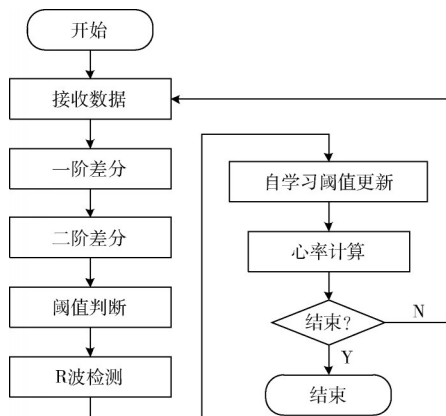 开始
接收数据
一阶差分
二阶差分
阈值判断
R波检测
自学习阈值更新
心率计算
结束?
N
Y
结束